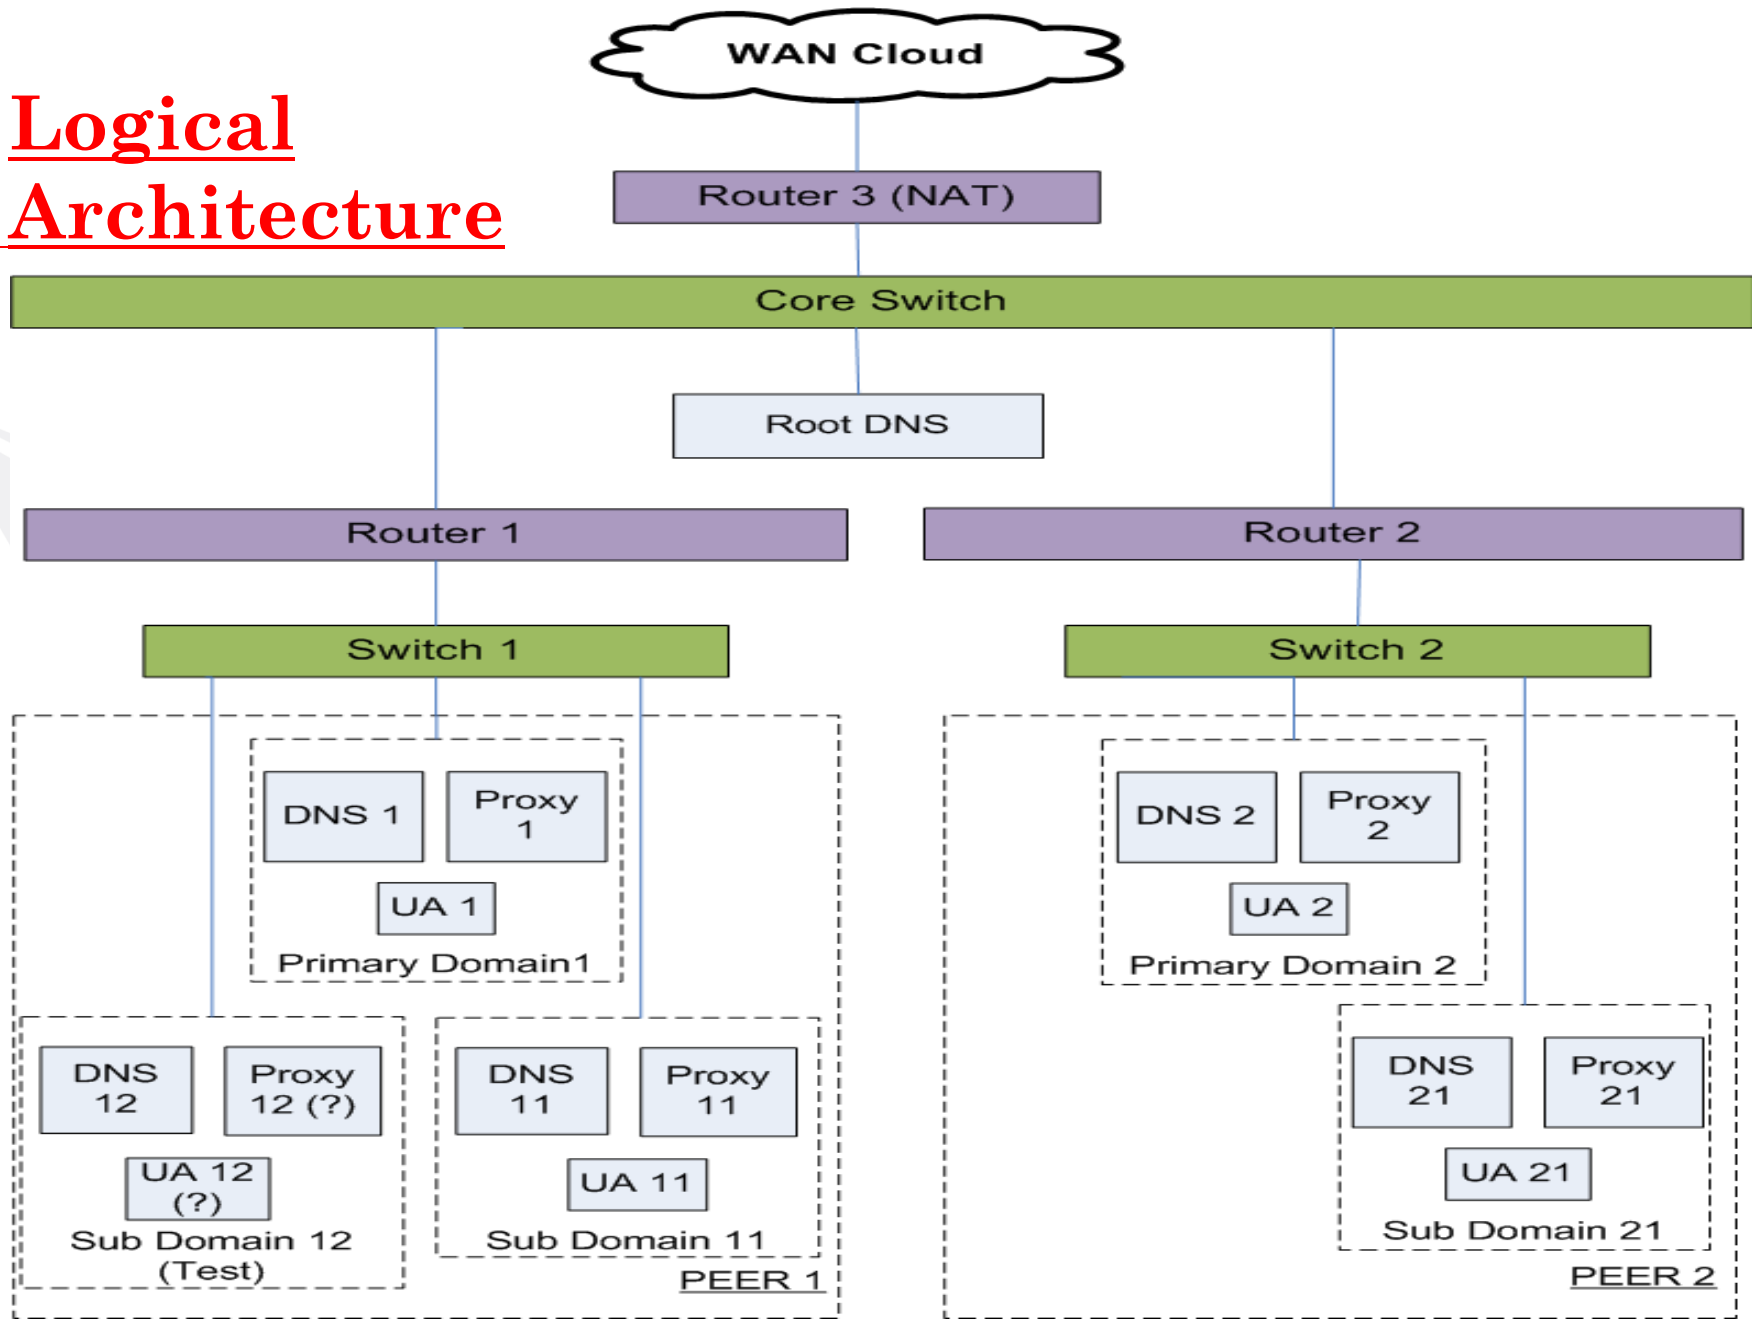 WAN Cloud
Logical
Architecture
Router 3 (NAT)
Core Switch
Root DNS
Router 1
Router 2
Switch 1
Switch 2
DNS 1
Proxy
1
UA 1
Primary Domain1
DNS 2
Proxy
2
UA 2
Primary Domain 2
DNS
12
Proxy
12 (?)
UA 12
(?)
Sub Domain 12
(Test)
DNS
11
Proxy
11
UA 11
Sub Domain 11
PEER 1
DNS
21
Proxy
21
UA 21
Sub Domain 21
PEER 2